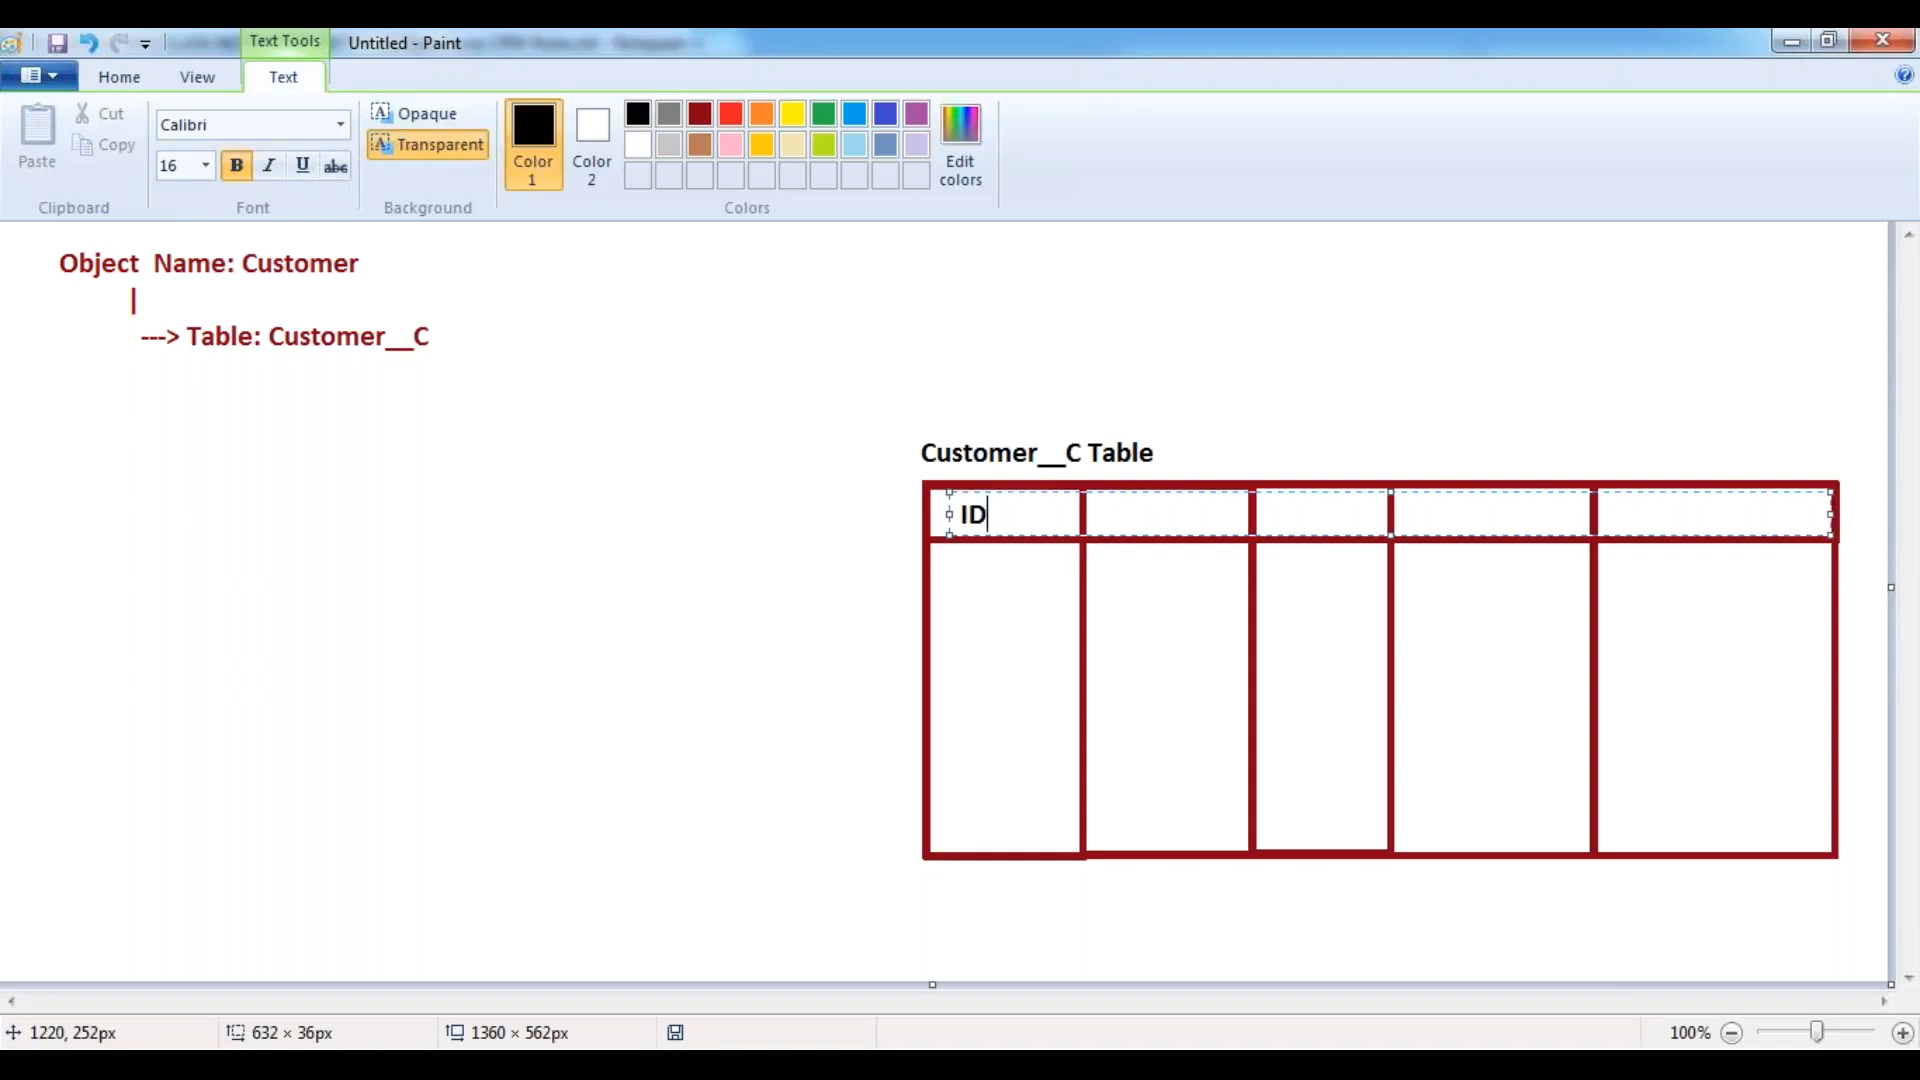 Text Tools
Untitled - Paint
Home
View
Text
Paste
Cut
Copy
Clipboard
Calibri
16
B
I
U
abc
Font
Opaque
Transparent
Background
Color
1
Color
2
Edit
colors
Colors
Object Name: Customer
|
---> Table: Customer__C
Customer__C Table
ID
1220, 252px
632 × 36px
1360 × 562px
100%